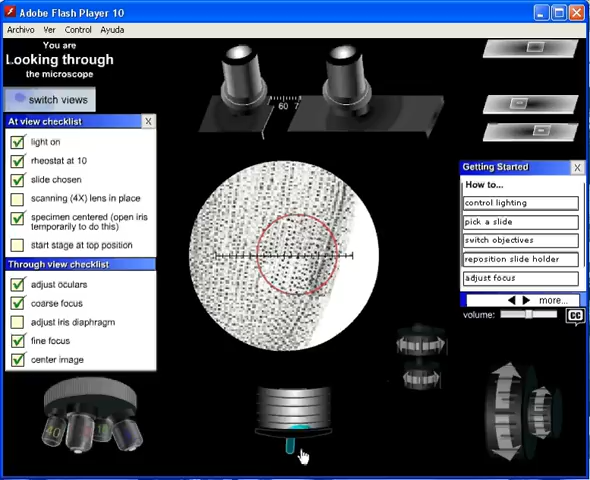 Adobe Flash Player 10
Archivo Ver Control Ayuda
You are
Looking through
the microscope
switch views
At view checklist X
light on
rheostat at 10
slide chosen
scanning (4X) lens in place
specimen centered (open iris
temporarily to do this)
start stage at top position
Through view checklist
adjust oculars
coarse focus
adjust iris diaphragm
fine focus
center image
60 7
Getting Started X
How to...
control lighting
pick a slide
switch objectives
reposition slide holder
adjust focus
more...
volume:
CC
40